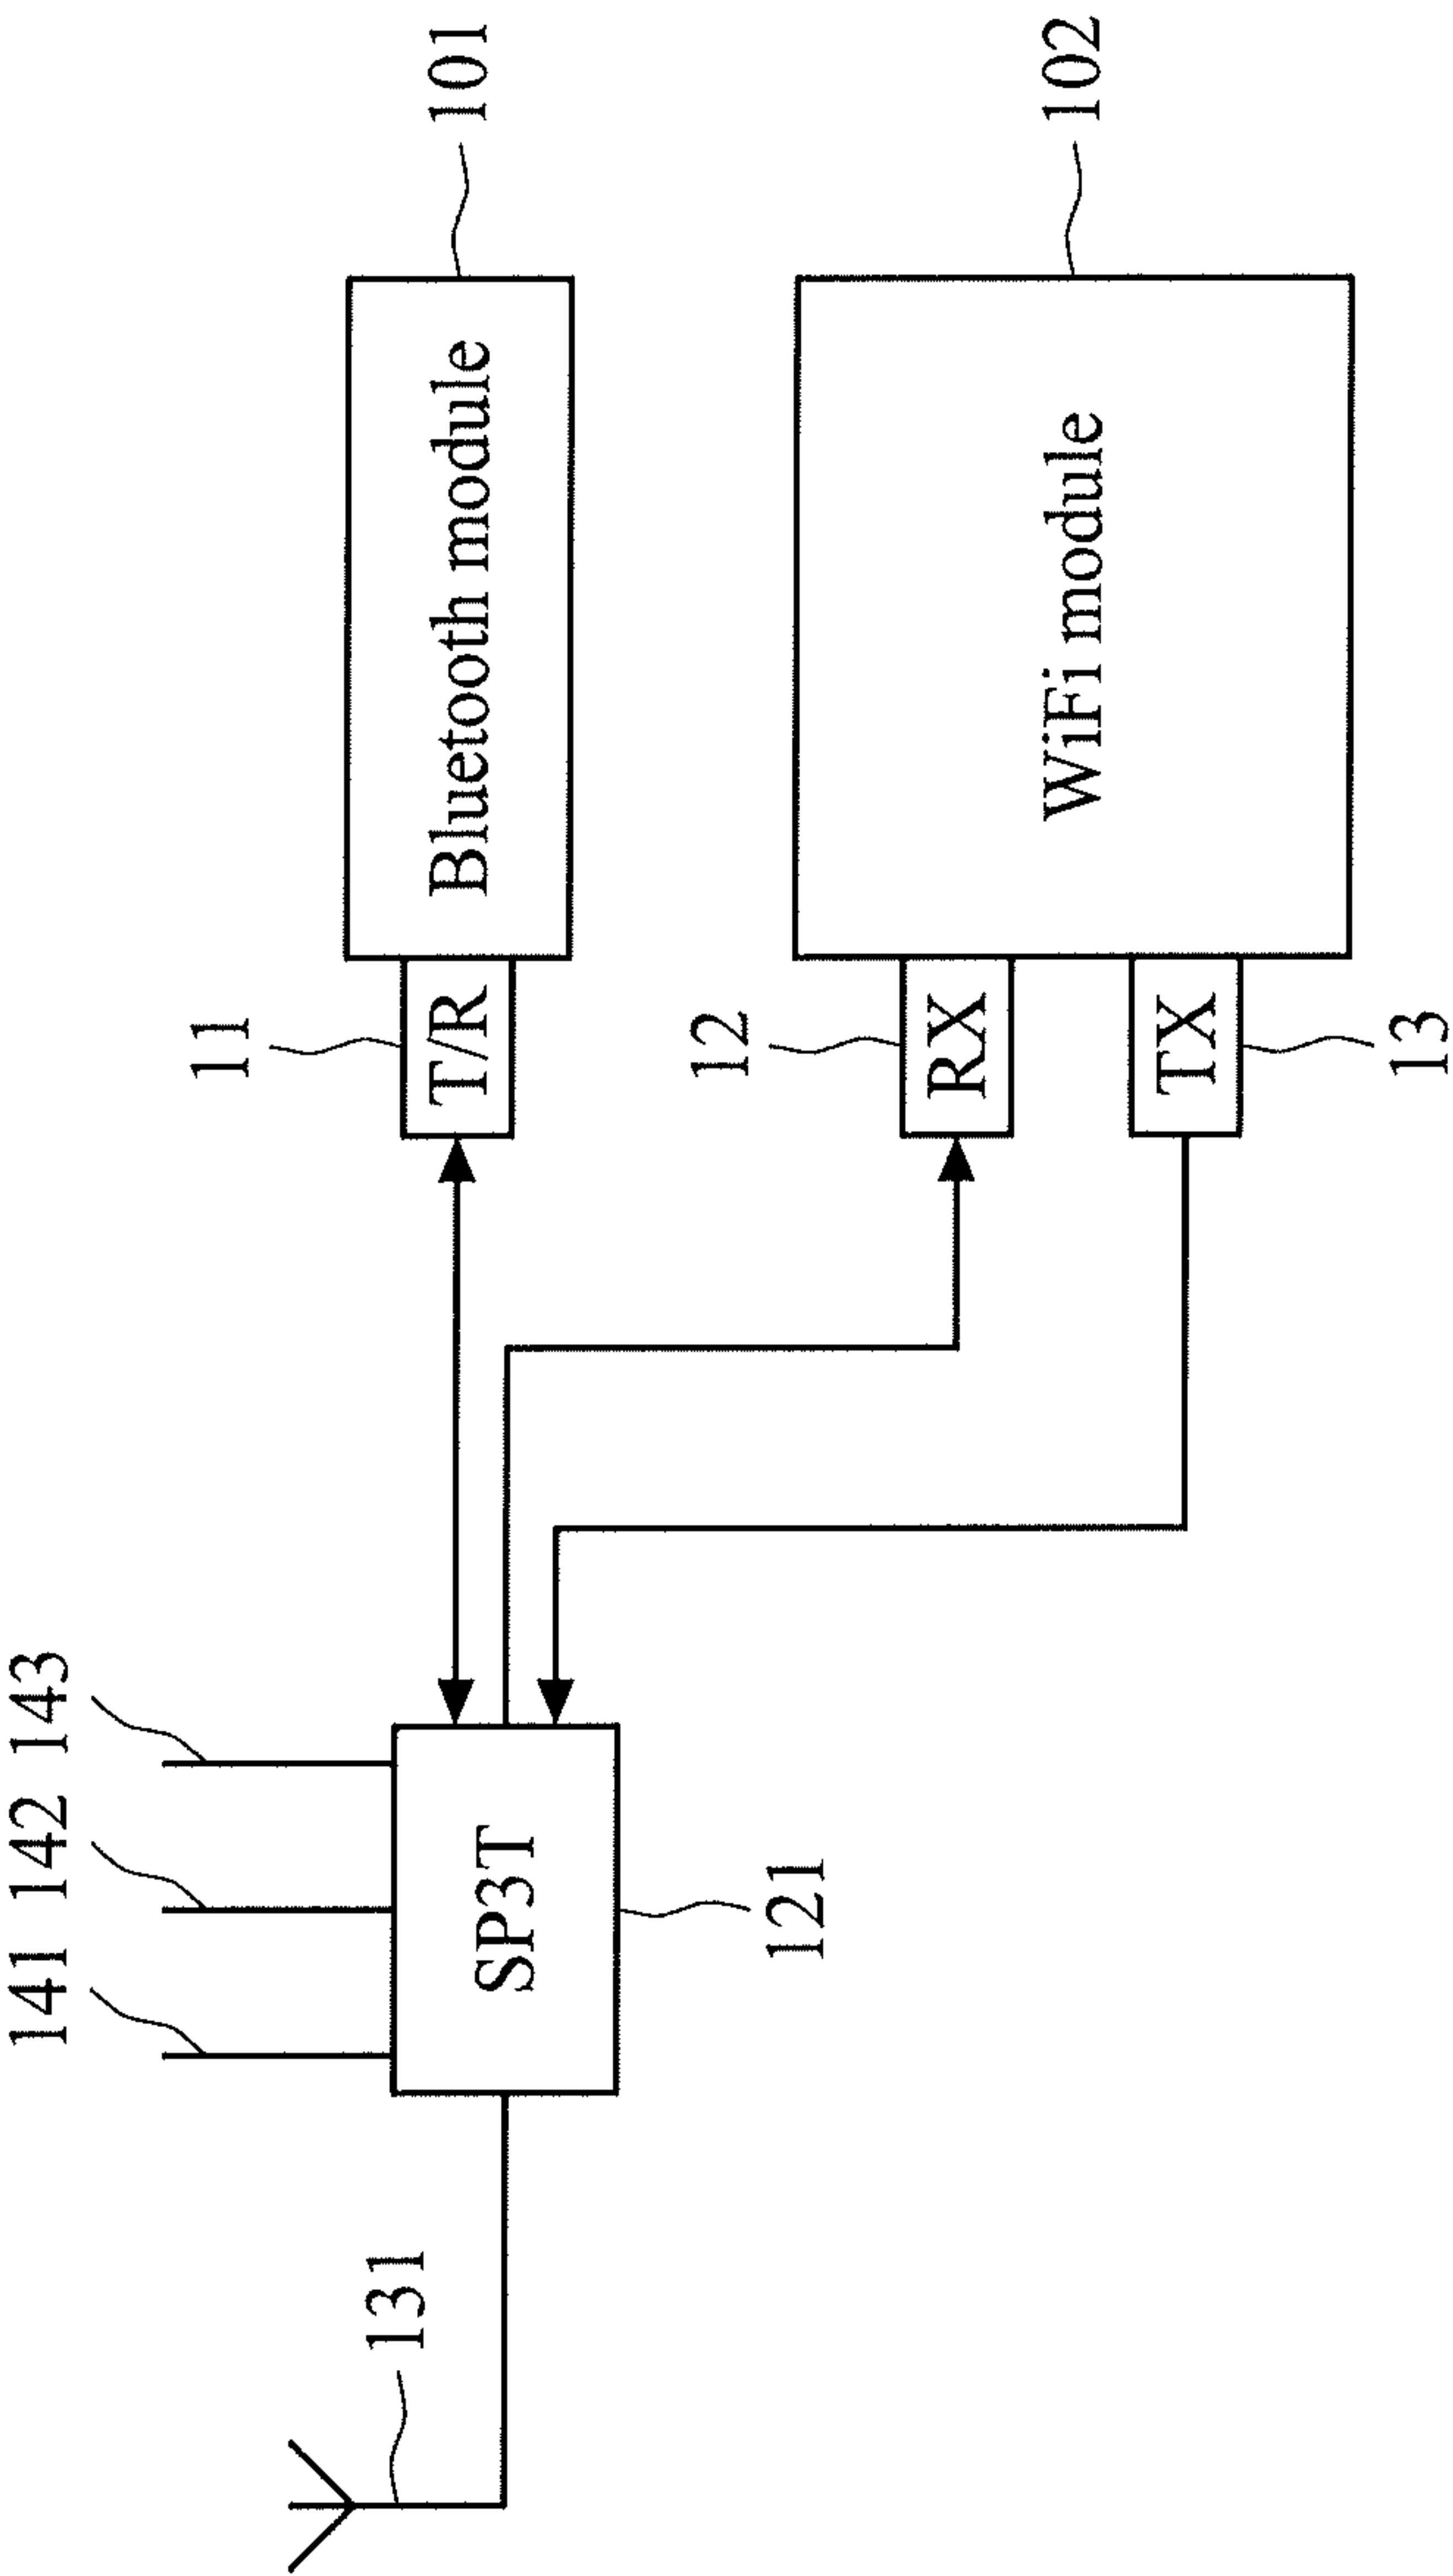 141
142
143
131
SP3T
121
11
T/R
Bluetooth module
101
12
RX
TX
13
WiFi module
102